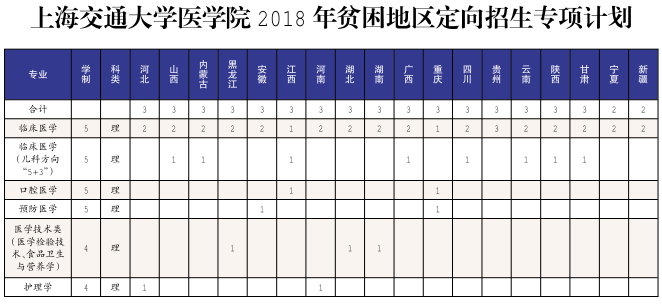 上海交通大学医学院 2018 年贫困地区定向招生专项计划
专业 学制 科类 河北 山西 内蒙古 黑龙江 安徽 江西 河南 湖北 湖南 广西 重庆 四川 贵州 云南 陕西 甘肃 宁夏 新疆
合计 3 3 3 3 3 3 3 3 3 3 3 3 3 3 3 3 2 2
临床医学 5 理 2 2 2 2 2 1 2 2 2 2 1 2 3 2 2 2 2 2
临床医学
(儿科方向
“5+3”)
5 理 1 1 1 1 1 1 1 1
口腔医学 5 理 1 1
预防医学 5 理 1 1
医学技术类
(医学检验技
术、食品卫生
与营养学)
4 理 1 1 1
护理学 4 理 1 1